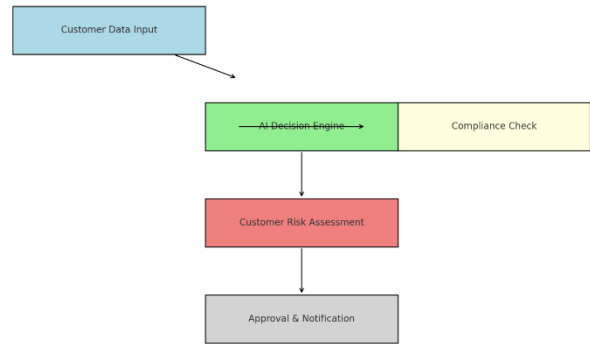 Customer Data Input
AI Decision Engine
Compliance Check
Customer Risk Assessment
Approval & Notification